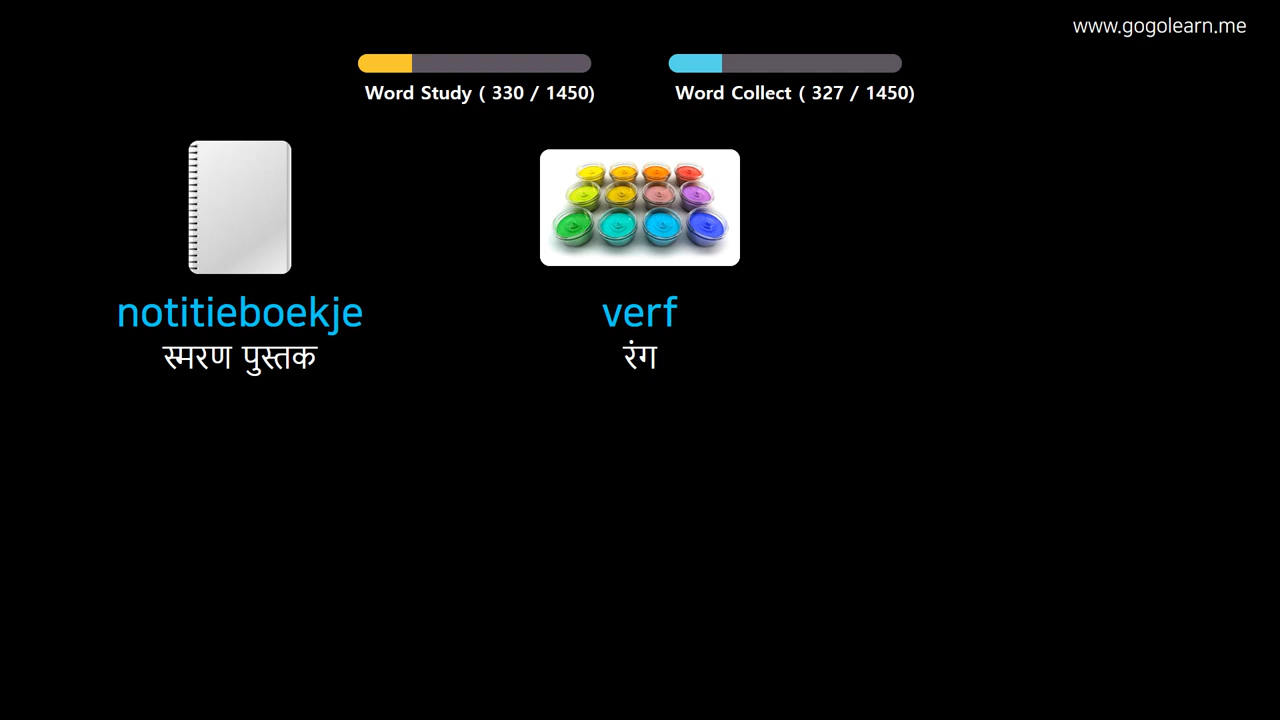 www.gogolearn.me
Word Study ( 330 / 1450)
Word Collect ( 327 / 1450)
notitieboekje
स्मरण पुस्तक
verf
रंग